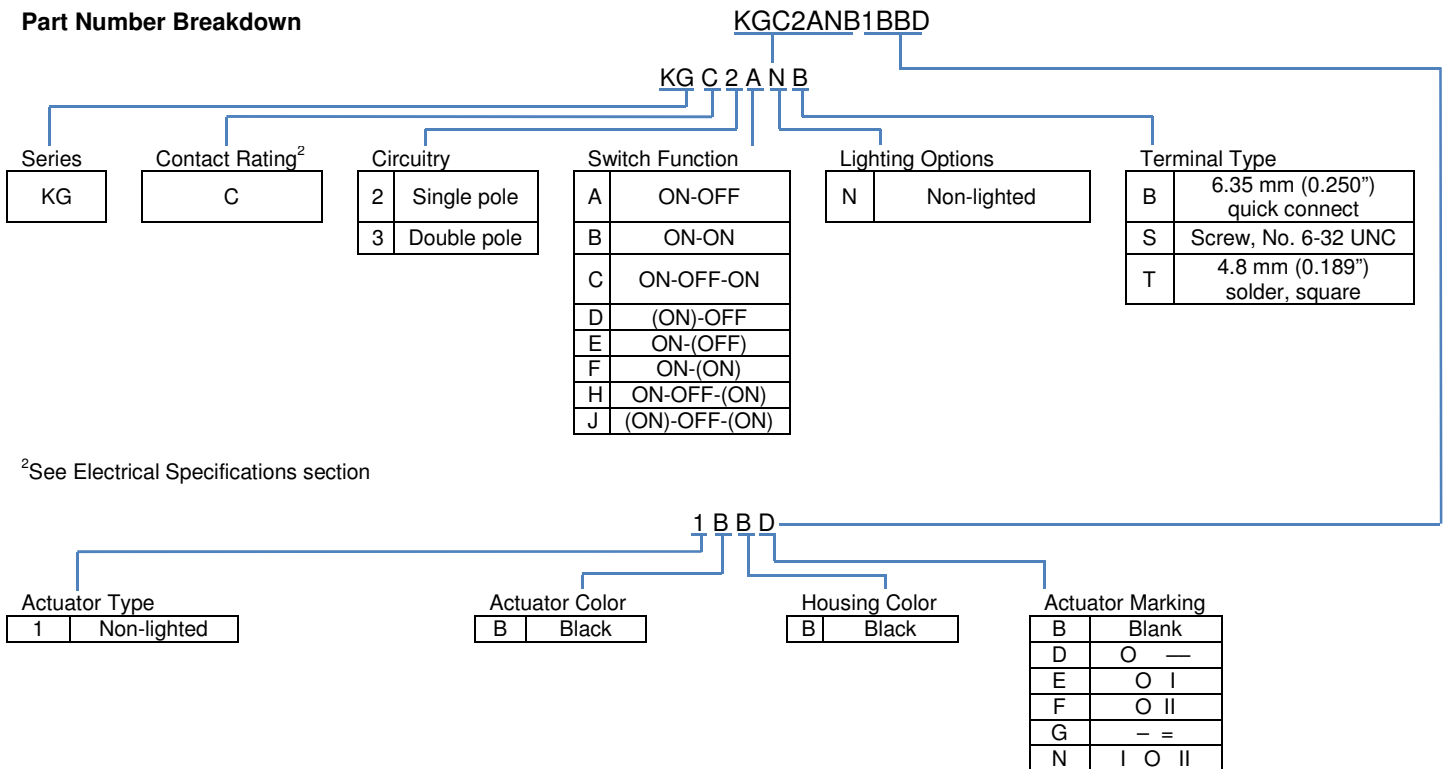 Part Number Breakdown
KGC2ANB1BBD
KG C 2 A N B
Series
KG
Contact Rating2
C
Circuitry
2 Single pole
3 Double pole
Switch Function
A ON-OFF
B ON-ON
C ON-OFF-ON
D (ON)-OFF
E ON-(OFF)
F ON-(ON)
H ON-OFF-(ON)
J (ON)-OFF-(ON)
Lighting Options
N Non-lighted
Terminal Type
B 6.35 mm (0.250”)
quick connect
S Screw, No. 6-32 UNC
T 4.8 mm (0.189”)
solder, square
2See Electrical Specifications section
1 B B D
Actuator Type
1 Non-lighted
Actuator Color
B Black
Housing Color
B Black
Actuator Marking
B Blank
D O —
E O I
F O II
G – =
N I O II